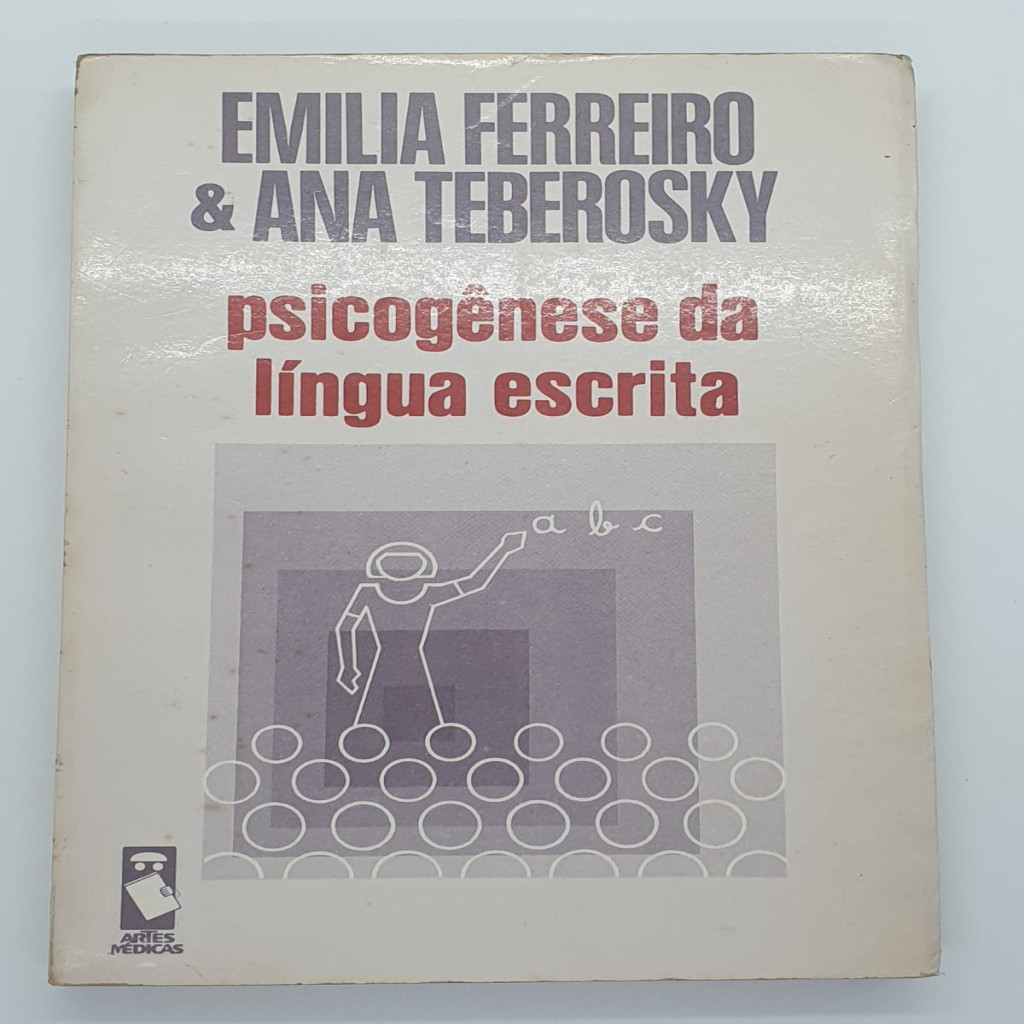 EMILIA FERREIRO
& ANA TEBEROSKY
psicogênese da
língua escrita
a b c
ARTES
MÉDICAS